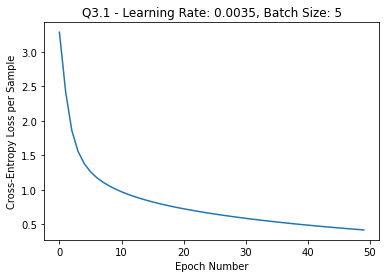 Q3.1 - Learning Rate: 0.0035, Batch Size: 5
Cross-Entropy Loss per Sample
3.0
2.5
2.0
1.5
1.0
0.5
0 10 20 30 40 50
Epoch Number